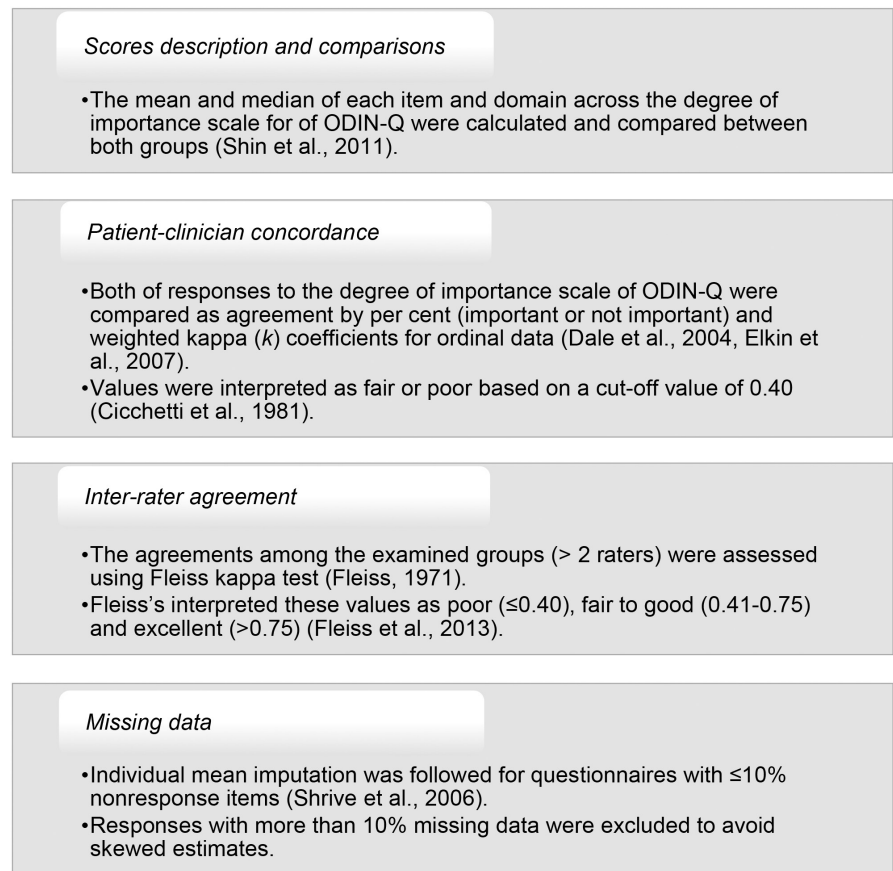 Scores description and comparisons
•The mean and median of each item and domain across the degree of
importance scale for of ODIN-Q were calculated and compared between
both groups (Shin et al., 2011).
Patient-clinician concordance
•Both of responses to the degree of importance scale of ODIN-Q were
compared as agreement by per cent (important or not important) and
weighted kappa (k) coefficients for ordinal data (Dale et al., 2004, Elkin et
al., 2007).
•Values were interpreted as fair or poor based on a cut-off value of 0.40
(Cicchetti et al., 1981).
Inter-rater agreement
•The agreements among the examined groups (> 2 raters) were assessed
using Fleiss kappa test (Fleiss, 1971).
•Fleiss's interpreted these values as poor (≤0.40), fair to good (0.41-0.75)
and excellent (>0.75) (Fleiss et al., 2013).
Missing data
•Individual mean imputation was followed for questionnaires with ≤10%
nonresponse items (Shrive et al., 2006).
•Responses with more than 10% missing data were excluded to avoid
skewed estimates.